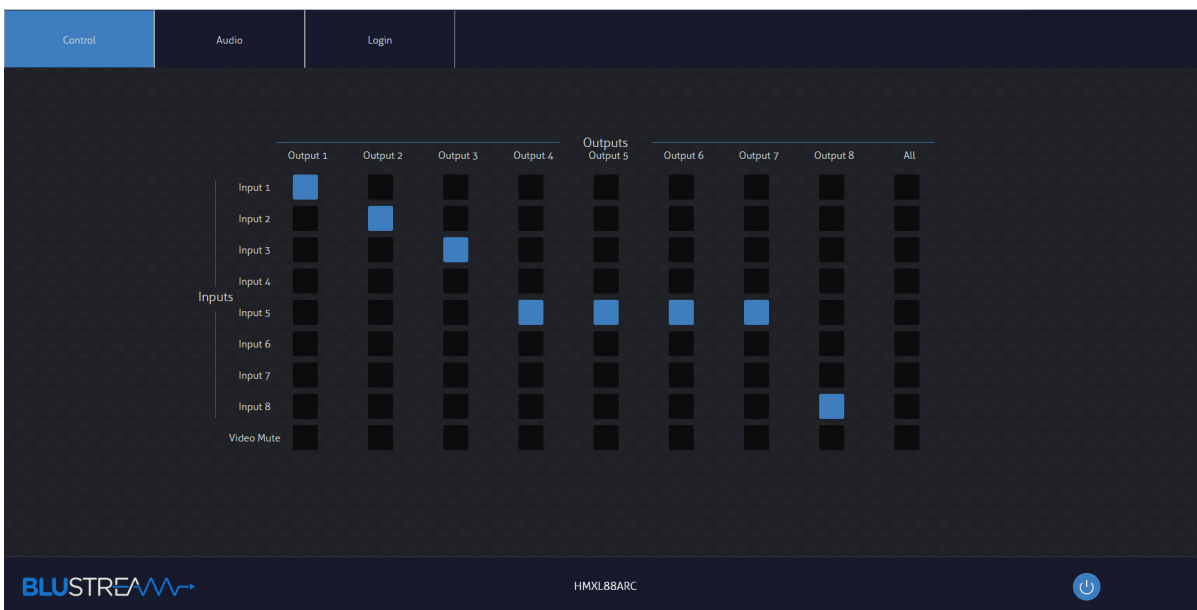 Control Audio Login
Outputs
Output 1 Output 2 Output 3 Output 4 Output 5 Output 6 Output 7 Output 8 All
Input 1
Input 2
Input 3
Input 4
Inputs
Input 5
Input 6
Input 7
Input 8
Video Mute
BLUSTREAM HMXL88ARC